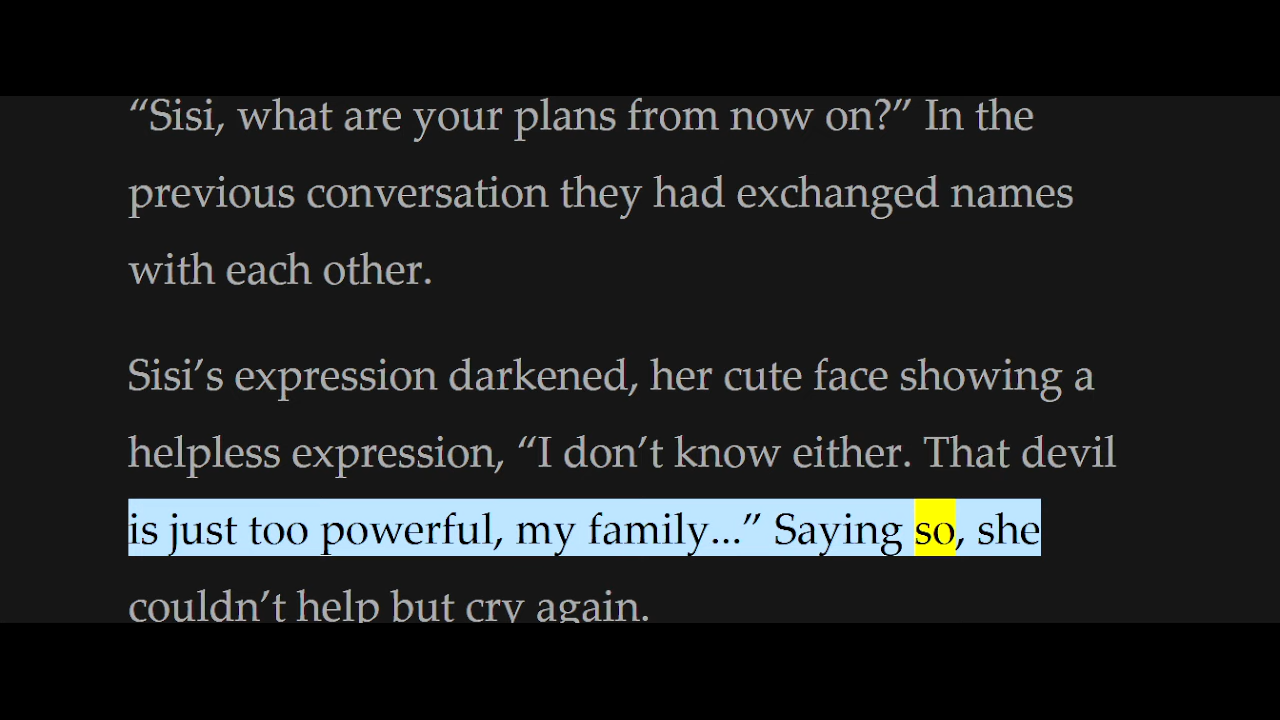 “Sisi, what are your plans from now on?” In the
previous conversation they had exchanged names
with each other.
Sisi’s expression darkened, her cute face showing a
helpless expression, “I don’t know either. That devil
is just too powerful, my family...” Saying so, she
couldn’t help but cry again.